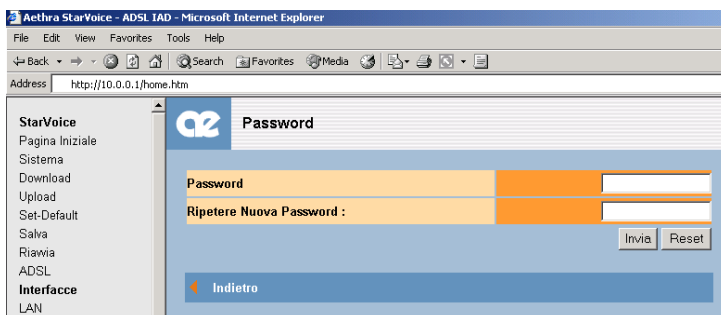 Aethra StarVoice - ADSL IAD - Microsoft Internet Explorer
File Edit View Favorites Tools Help
Back Search Favorites Media
Address http://10.0.0.1/home.htm
StarVoice
Pagina Iniziale
Sistema
Download
Upload
Set-Default
Salva
Riavvia
ADSL
Interfacce
LAN
Password
Password
Ripetere Nuova Password :
Invia Reset
Indietro